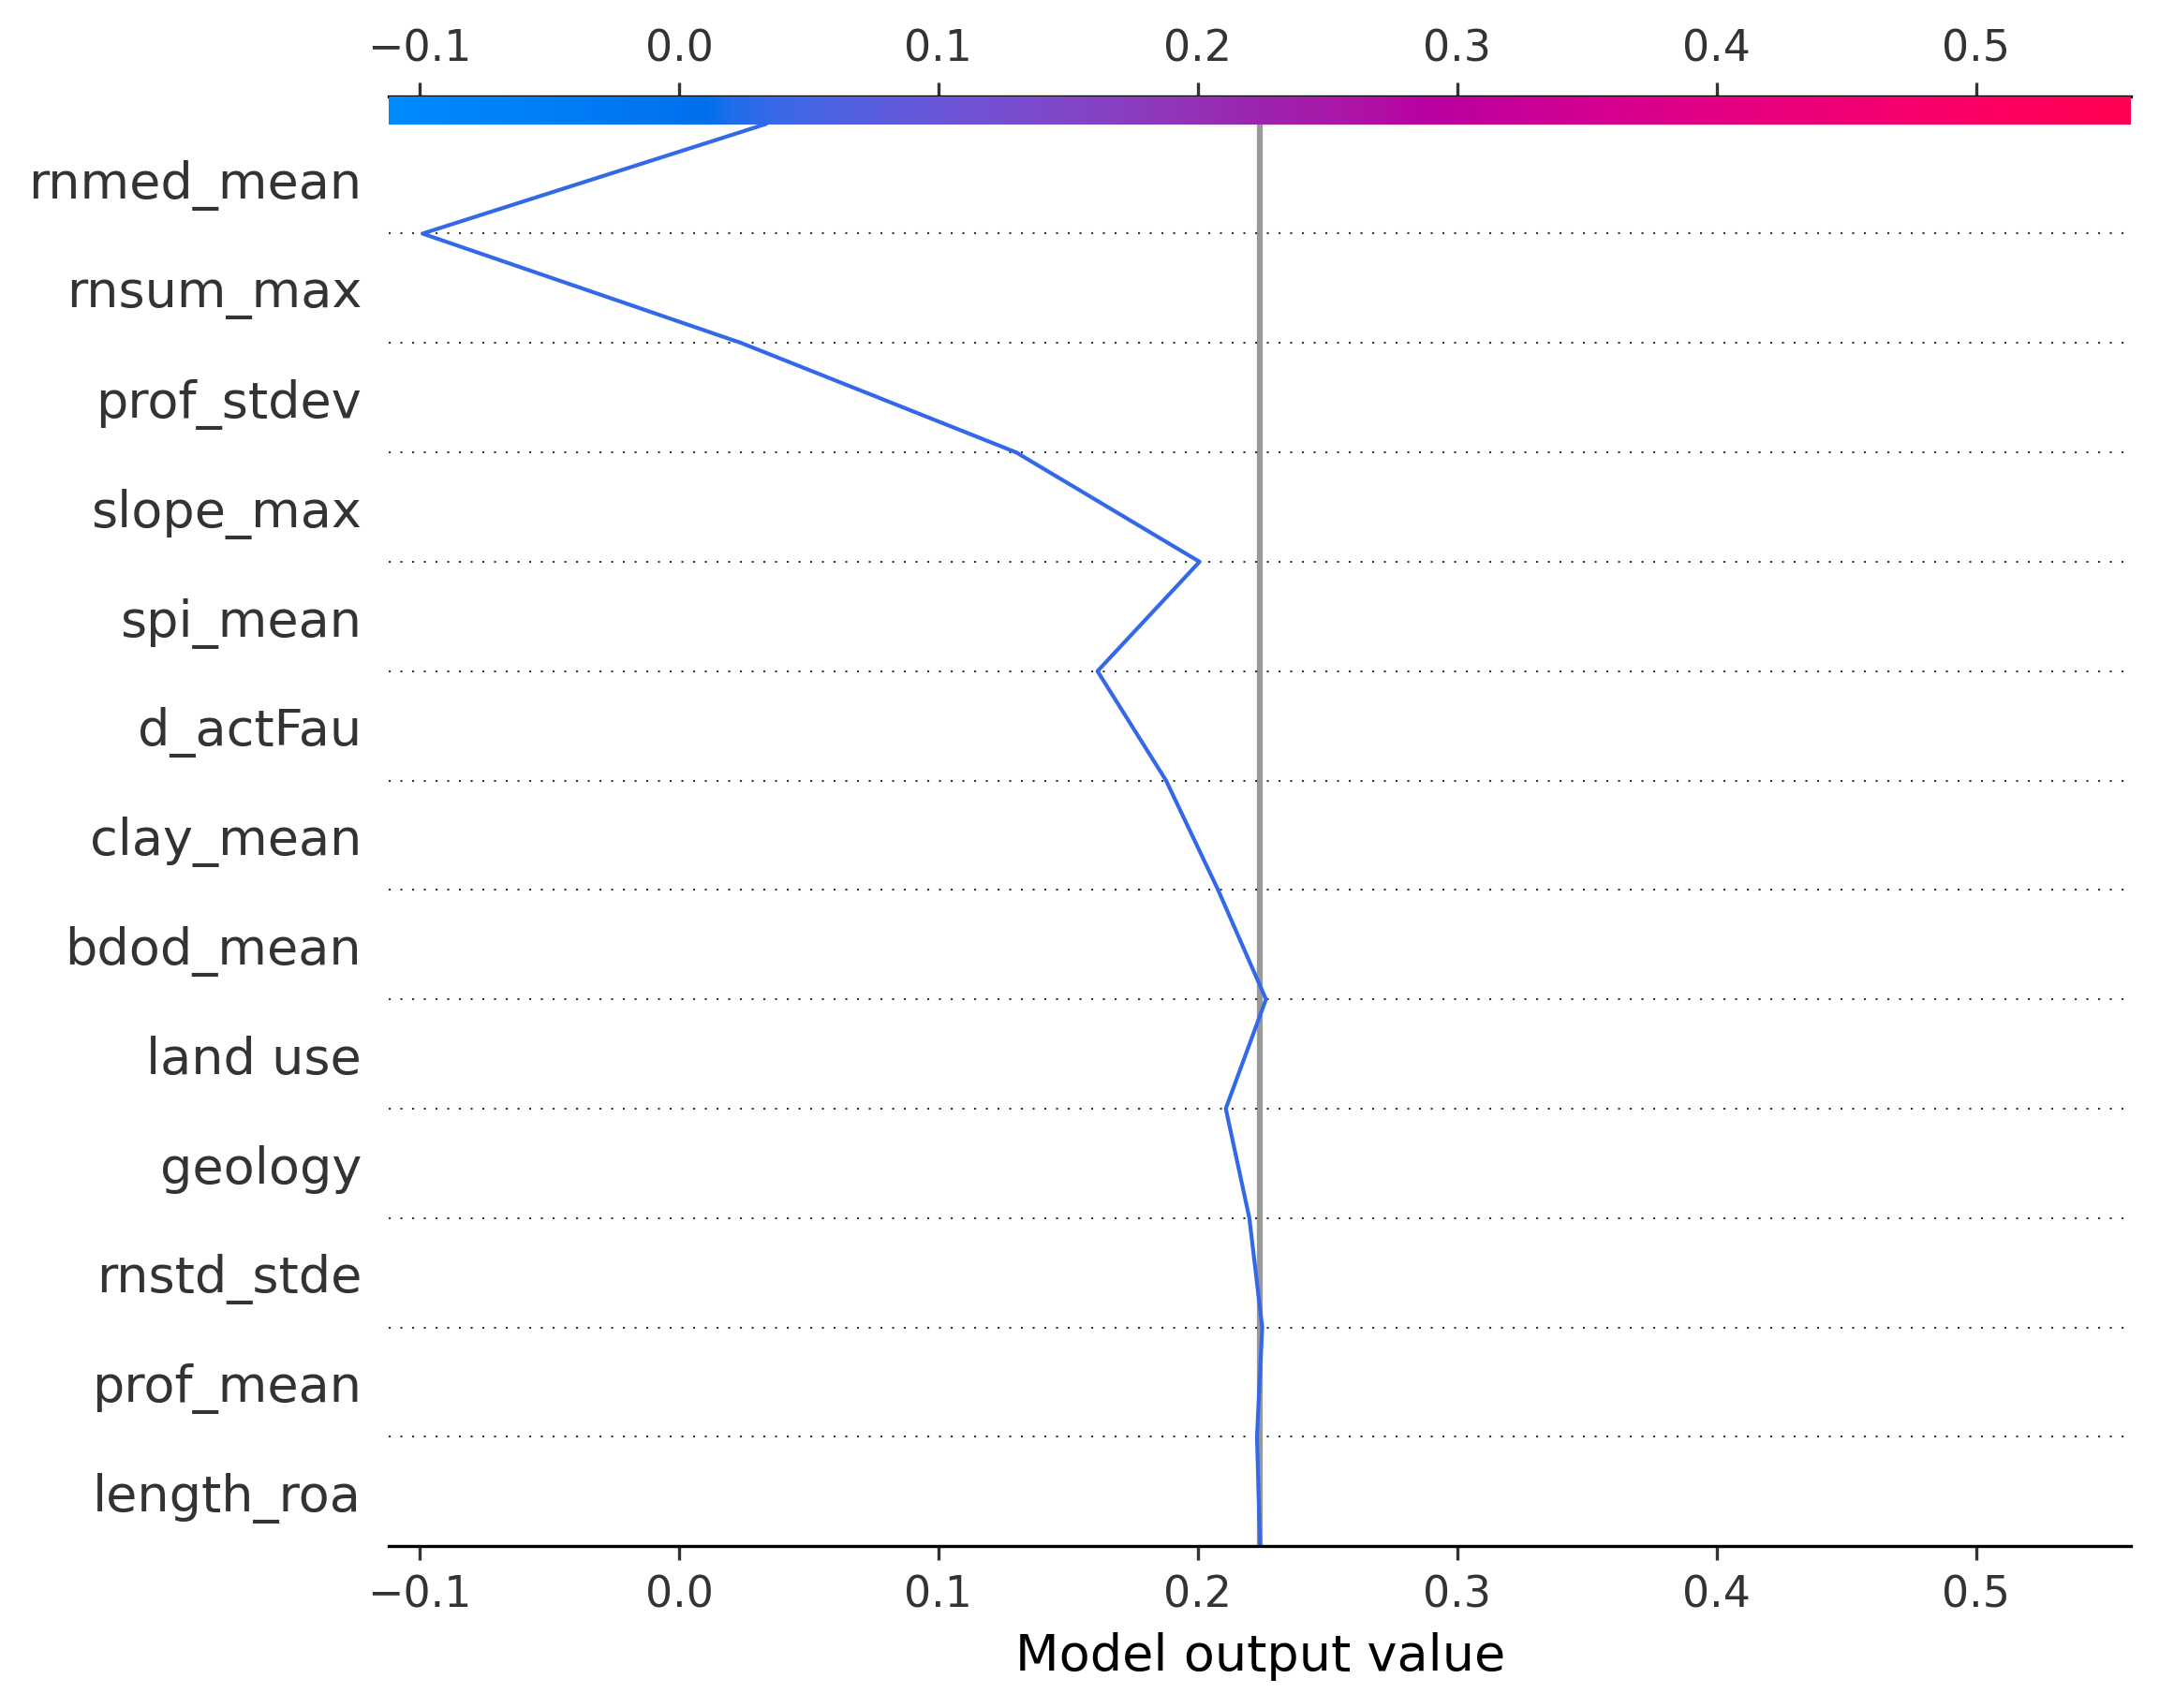 −0.1 0.0 0.1 0.2 0.3 0.4 0.5
rnmed_mean
rnsum_max
prof_stdev
slope_max
spi_mean
d_actFau
clay_mean
bdod_mean
land use
geology
rnstd_stde
prof_mean
length_roa
−0.1 0.0 0.1 0.2 0.3 0.4 0.5
Model output value